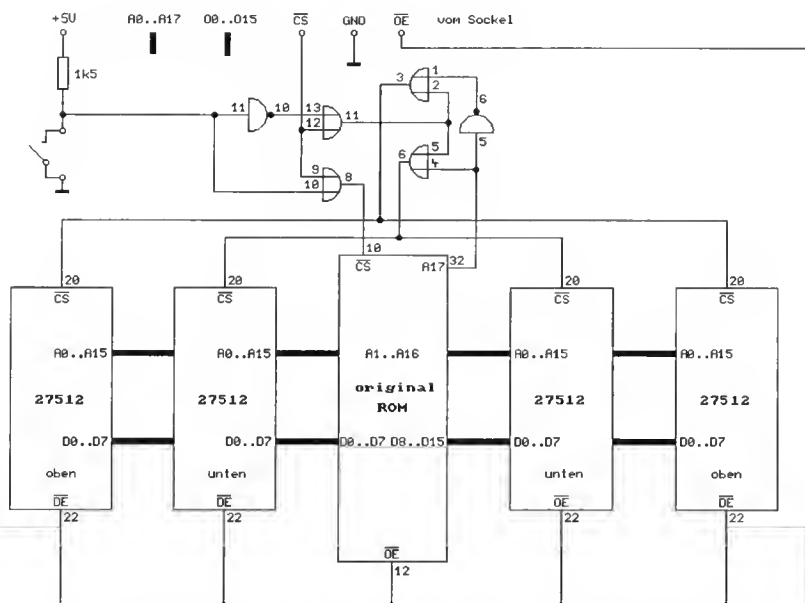 +5V A0..A17 O0..O15 CS GND OE vom Sockel
1k5
11 10 13 12 11
9 10 8
3 1 2
6 5
6 5 4
10 CS
32 A17
20 CS
20 CS
20 CS
20 CS
A0..A15 A0..A15 A1..A16 A0..A15 A0..A15
27512 27512 original ROM 27512 27512
D0..D7 D0..D7 D0..D7 D8..D15 D0..D7 D0..D7
oben unten unten oben
OE OE OE OE
22 22 22 22
OE
12